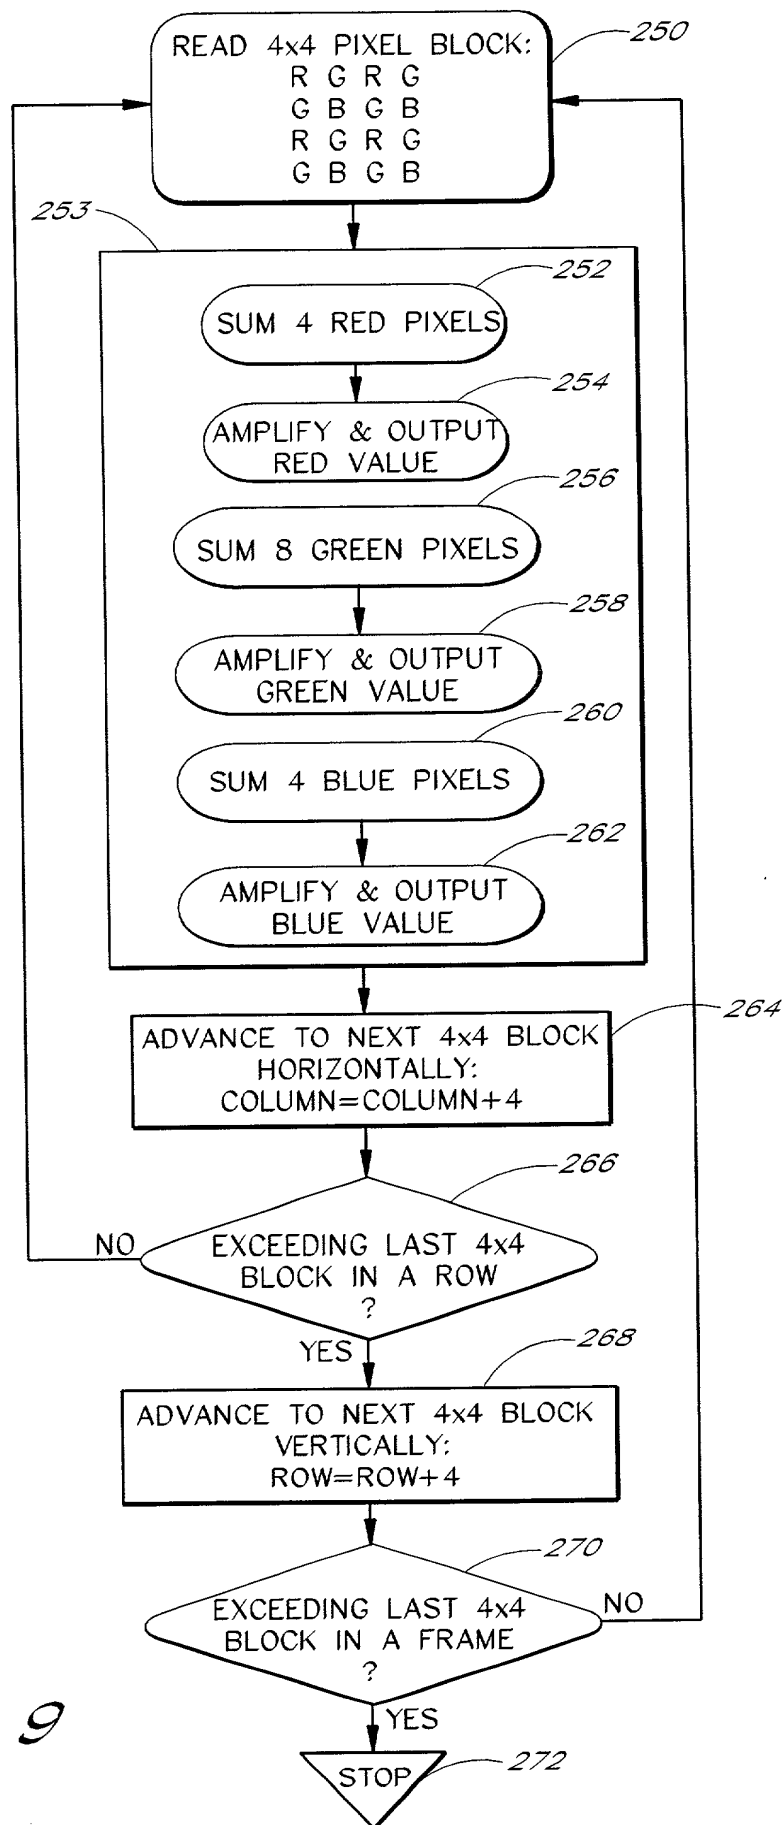 250
READ 4x4 PIXEL BLOCK:
R G R G
G B G B
R G R G
G B G B
253
252
SUM 4 RED PIXELS
254
AMPLIFY & OUTPUT
RED VALUE
256
SUM 8 GREEN PIXELS
258
AMPLIFY & OUTPUT
GREEN VALUE
260
SUM 4 BLUE PIXELS
262
AMPLIFY & OUTPUT
BLUE VALUE
264
ADVANCE TO NEXT 4x4 BLOCK
HORIZONTALLY:
COLUMN=COLUMN+4
266
NO
EXCEEDING LAST 4x4
BLOCK IN A ROW
?
YES
268
ADVANCE TO NEXT 4x4 BLOCK
VERTICALLY:
ROW=ROW+4
270
EXCEEDING LAST 4x4
BLOCK IN A FRAME
?
NO
YES
9
STOP
272